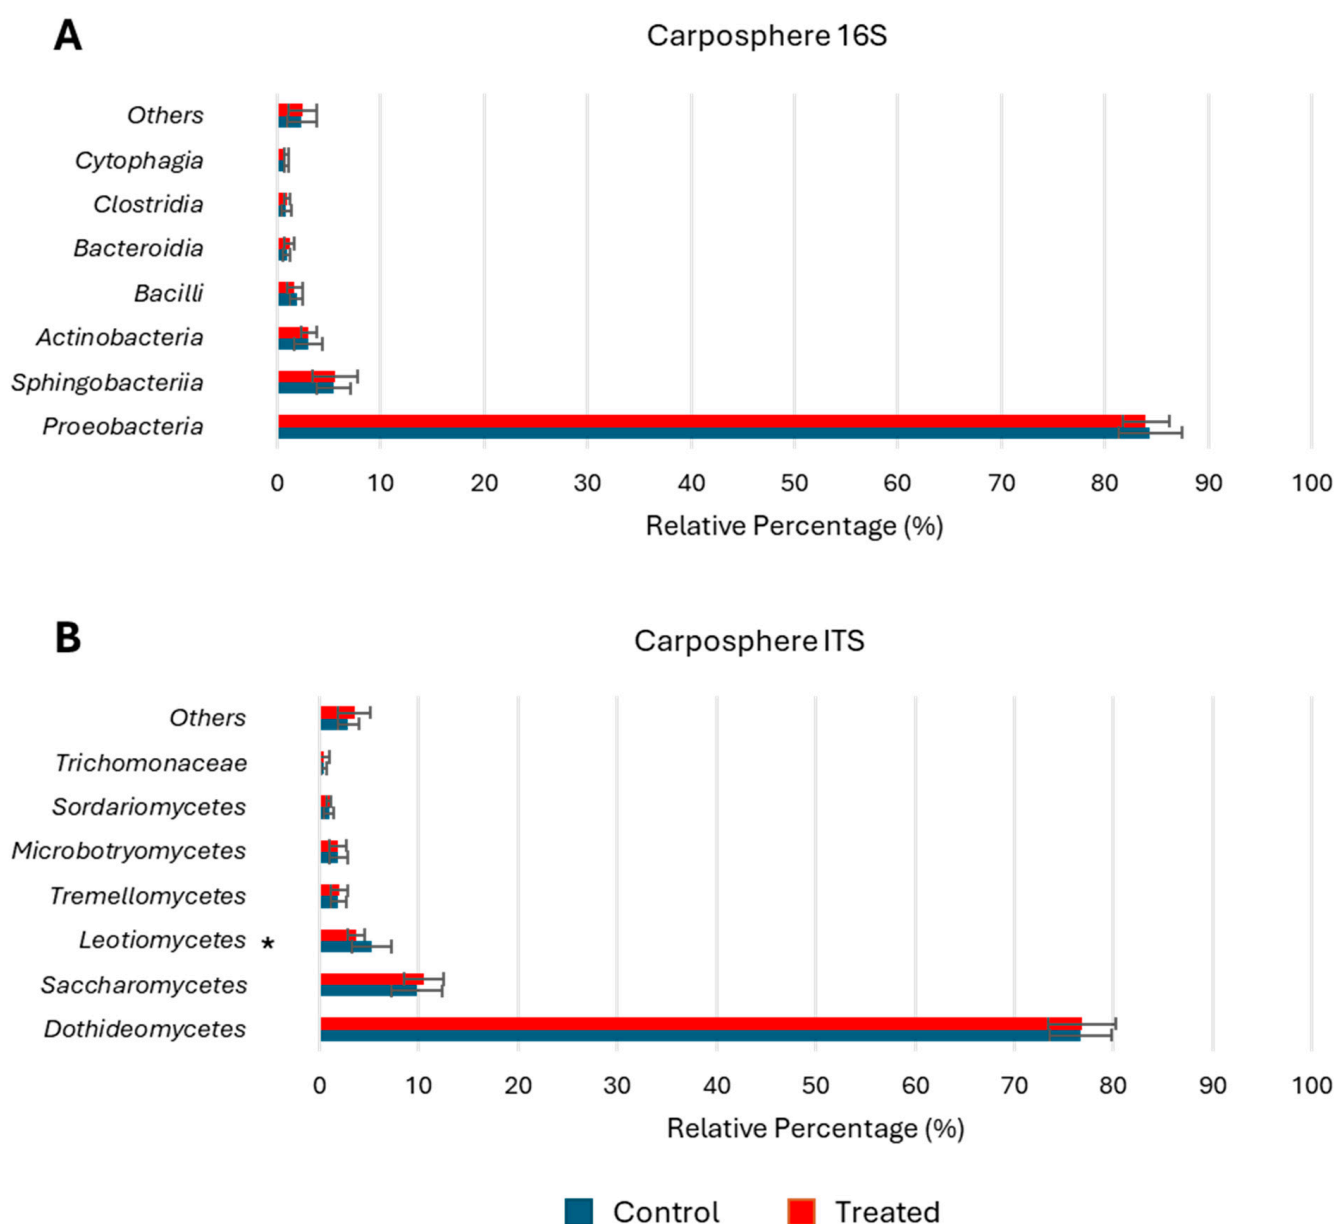 A
Carposphere 16S
Others
Cytophagia
Clostridia
Bacteroidia
Bacilli
Actinobacteria
Sphingobacteriia
Proeobacteria
0 10 20 30 40 50 60 70 80 90 100
Relative Percentage (%)
B
Carposphere ITS
Others
Trichomonaceae
Sordariomycetes
Microbotryomycetes
Tremellomycetes
Leotiomycetes *
Saccharomycetes
Dothideomycetes
0 10 20 30 40 50 60 70 80 90 100
Relative Percentage (%)
Control Treated